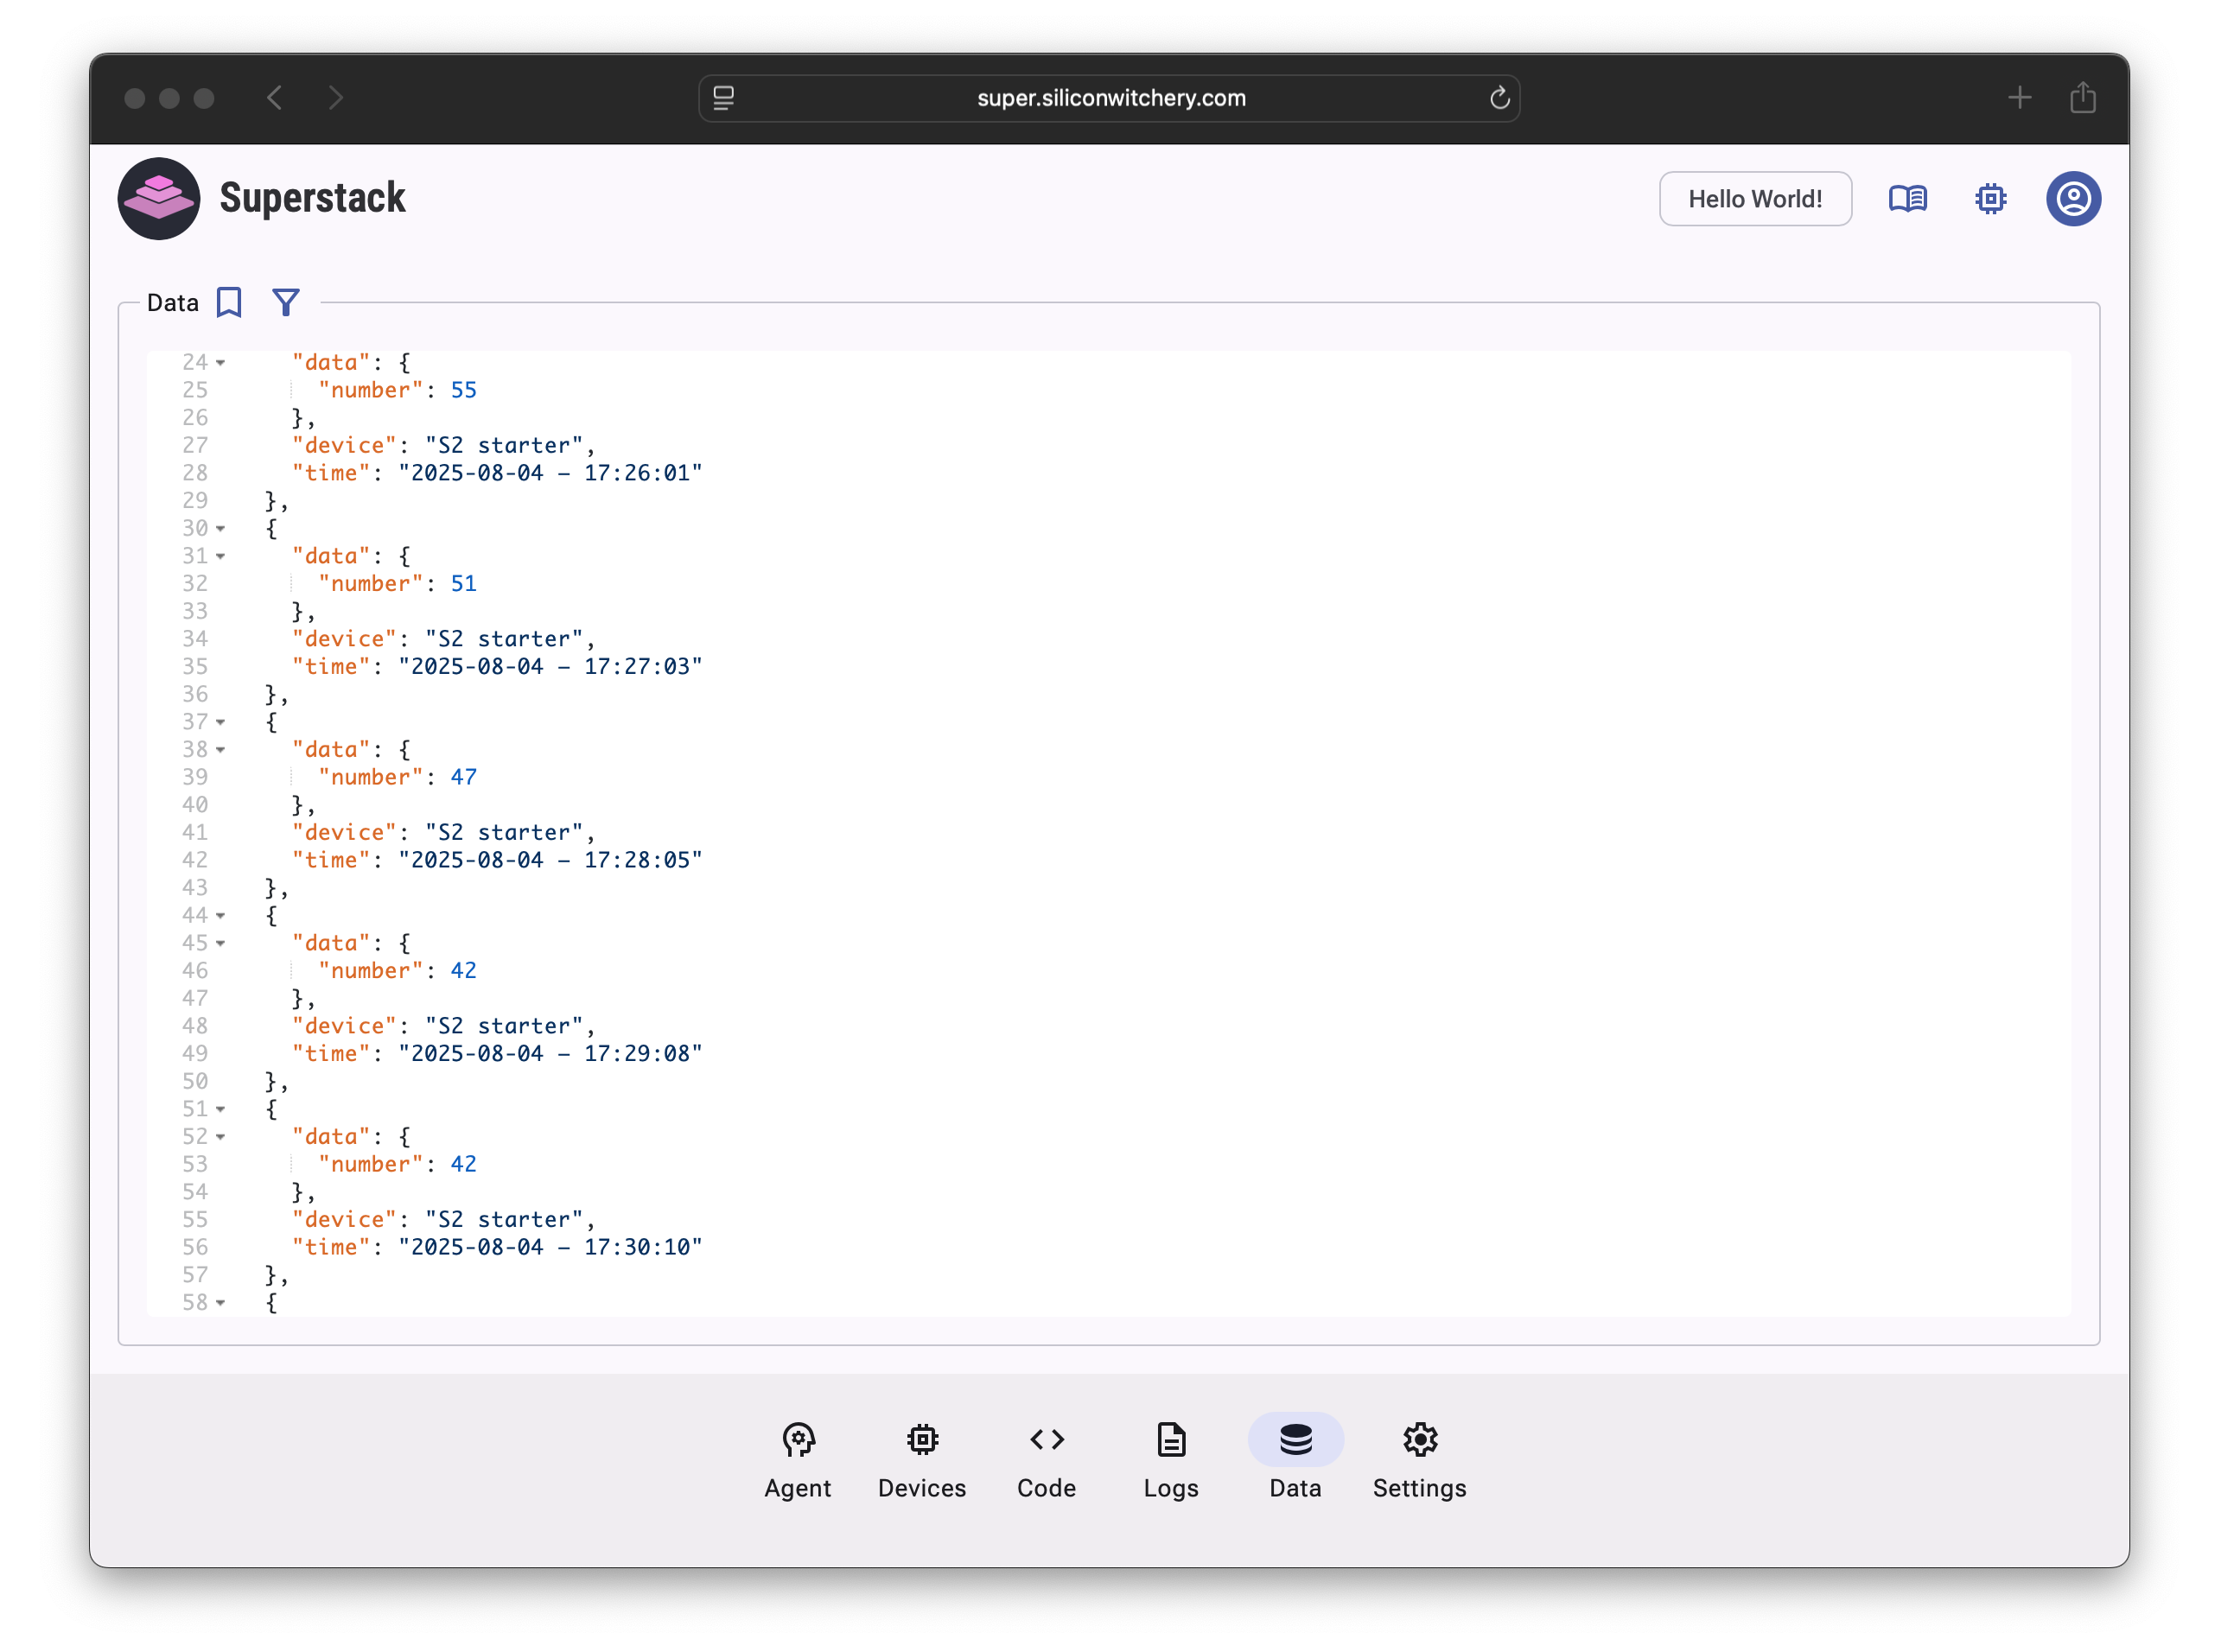 super.siliconwitchery.com
Superstack
Hello World!
Data
24 "data": {
25 "number": 55
26 },
27 "device": "S2 starter",
28 "time": "2025-08-04 – 17:26:01"
29 },
30 {
31 "data": {
32 "number": 51
33 },
34 "device": "S2 starter",
35 "time": "2025-08-04 – 17:27:03"
36 },
37 {
38 "data": {
39 "number": 47
40 },
41 "device": "S2 starter",
42 "time": "2025-08-04 – 17:28:05"
43 },
44 {
45 "data": {
46 "number": 42
47 },
48 "device": "S2 starter",
49 "time": "2025-08-04 – 17:29:08"
50 },
51 {
52 "data": {
53 "number": 42
54 },
55 "device": "S2 starter",
56 "time": "2025-08-04 – 17:30:10"
57 },
58 {
Agent Devices Code Logs Data Settings